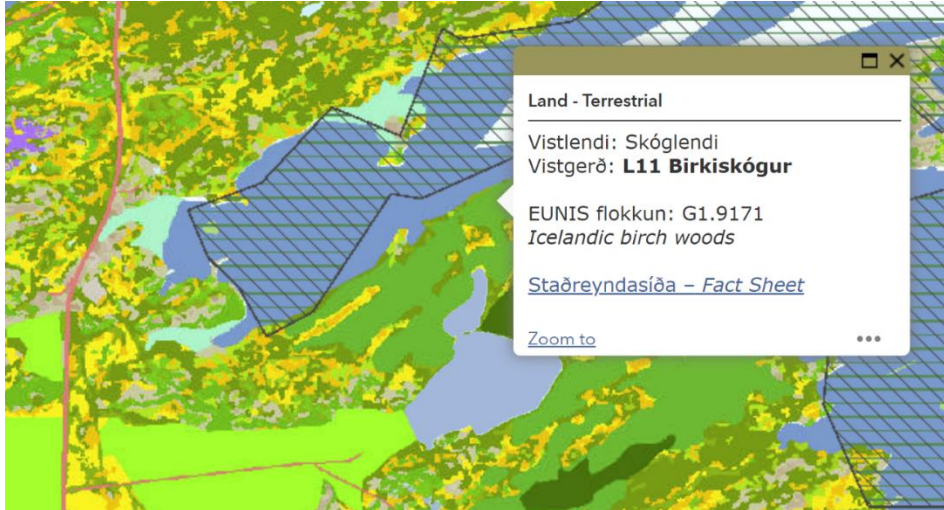 Land - Terrestrial
Vistlendi: Skóglendi
Vistgerð: L11 Birkiskógur
EUNIS flokkun: G1.9171
Icelandic birch woods
Staðreyndasíða – Fact Sheet
Zoom to